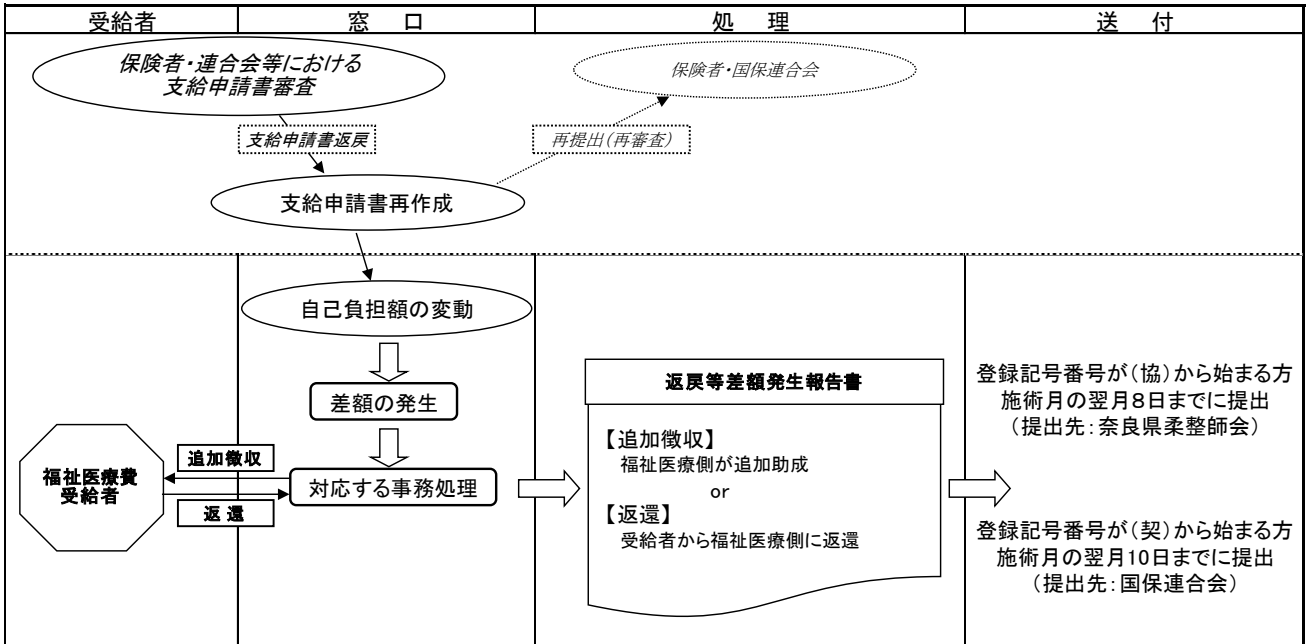 受給者
窓 口
処 理
送 付
保険者・連合会等における
支給申請書審査
保険者・国保連合会
支給申請書返戻
再提出(再審査)
支給申請書再作成
自己負担額の変動
差額の発生
対応する事務処理
追加徴収
返 還
福祉医療費
受給者
返戻等差額発生報告書
【追加徴収】
福祉医療側が追加助成
or
【返還】
受給者から福祉医療側に返還
登録記号番号が(協)から始まる方
施術月の翌月8日までに提出
(提出先:奈良県柔整師会)
登録記号番号が(契)から始まる方
施術月の翌月10日までに提出
(提出先:国保連合会)